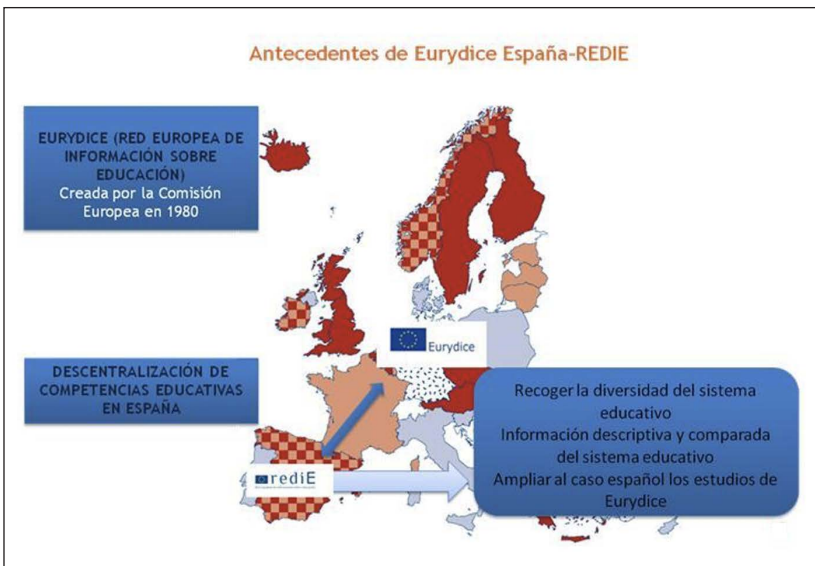 Antecedentes de Eurydice España-REDIE
EURYDICE (RED EUROPEA DE
INFORMACIÓN SOBRE
EDUCACIÓN)
Creada por la Comisión
Europea en 1980
Eurydice
DESCENTRALIZACIÓN DE
COMPETENCIAS EDUCATIVAS
EN ESPAÑA
Recoger la diversidad del sistema
educativo
Información descriptiva y comparada
del sistema educativo
Ampliar al caso español los estudios de
Eurydice
rediE